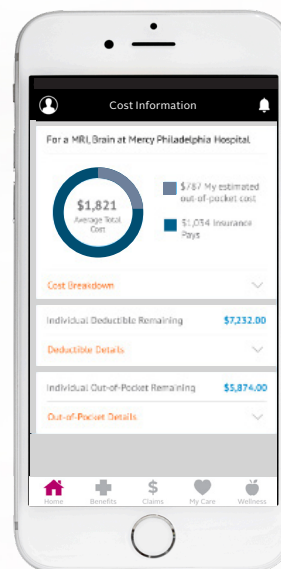 Cost Information
For a MRI, Brain at Mercy Philadelphia Hospital
$1,821
Average Total
Cost
$787 My estimated
out-of-pocket cost
$1,034 Insurance
Pays
Cost Breakdown
Individual Deductible Remaining $7,232.00
Deductible Details
Individual Out-of-Pocket Remaining $5,874.00
Out-of-Pocket Details
Home Benefits Claims My Care Wellness